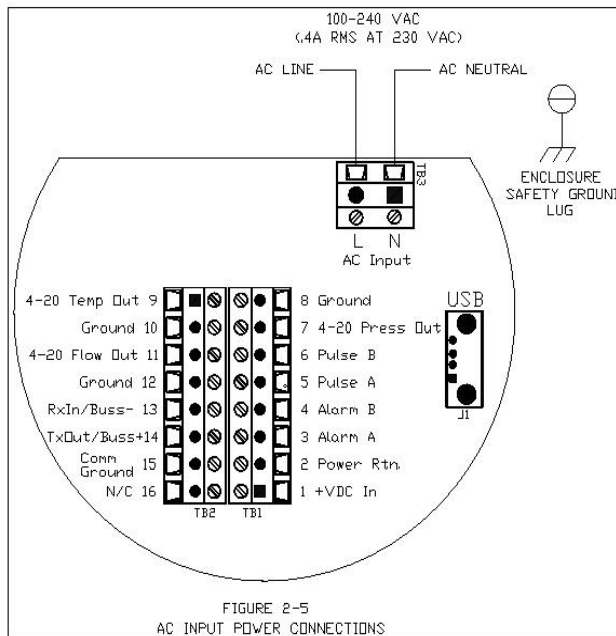 100-240 VAC
(.4A RMS AT 230 VAC)
AC LINE
AC NEUTRAL
TB3
L N
AC Input
ENCLOSURE
SAFETY GROUND
LUG
4-20 Temp Out 9
Ground 10
4-20 Flow Out 11
Ground 12
RxIn/Buss- 13
TxOut/Buss+14
Comm
Ground 15
N/C 16
8 Ground
7 4-20 Press Out
6 Pulse B
5 Pulse A
4 Alarm B
3 Alarm A
2 Power Rtn.
1 +VDC In
TB2 TB1
USB
J1
FIGURE 2-5
AC INPUT POWER CONNECTIONS